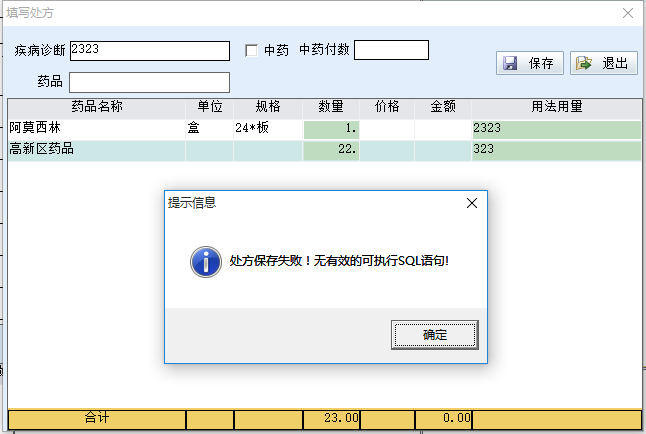 填写处方
疾病诊断 2323 中药 中药付数
保存 退出
药品
药品名称 单位 规格 数量 价格 金额 用法用量
阿莫西林 盒 24*板 1. 2323
高新区药品 22. 323
提示信息
处方保存失败！无有效的可执行SQL语句!
确定
合计 23.00 0.00